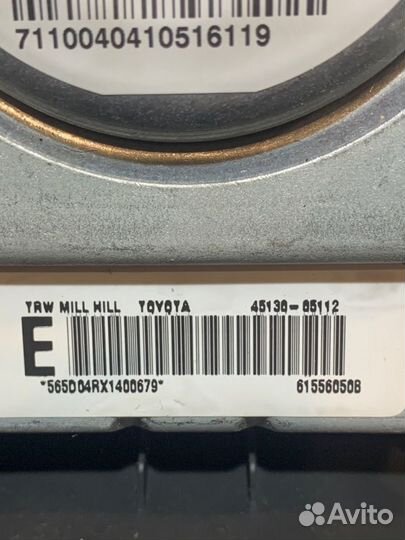 7110040410516119
TRW MILL HILL TOYOTA 45130-05112
E
*565D04RX1400679* 61556050B
Avito